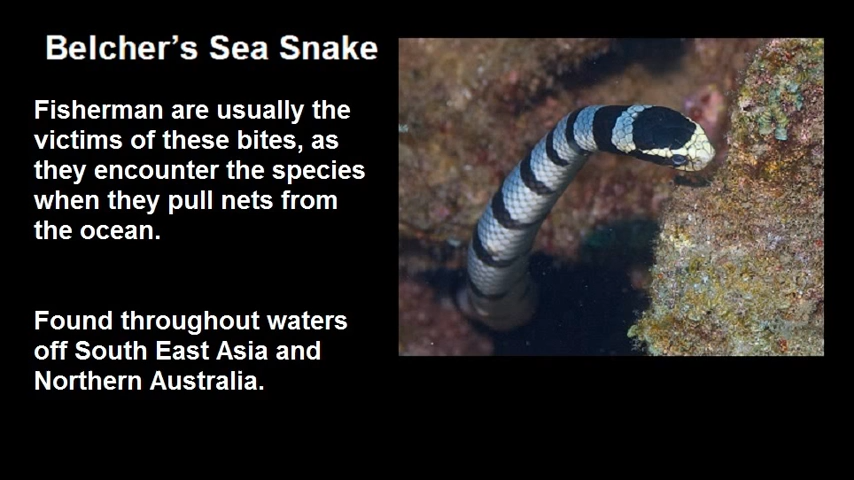 Belcher’s Sea Snake
Fisherman are usually the
victims of these bites, as
they encounter the species
when they pull nets from
the ocean.
Found throughout waters
off South East Asia and
Northern Australia.